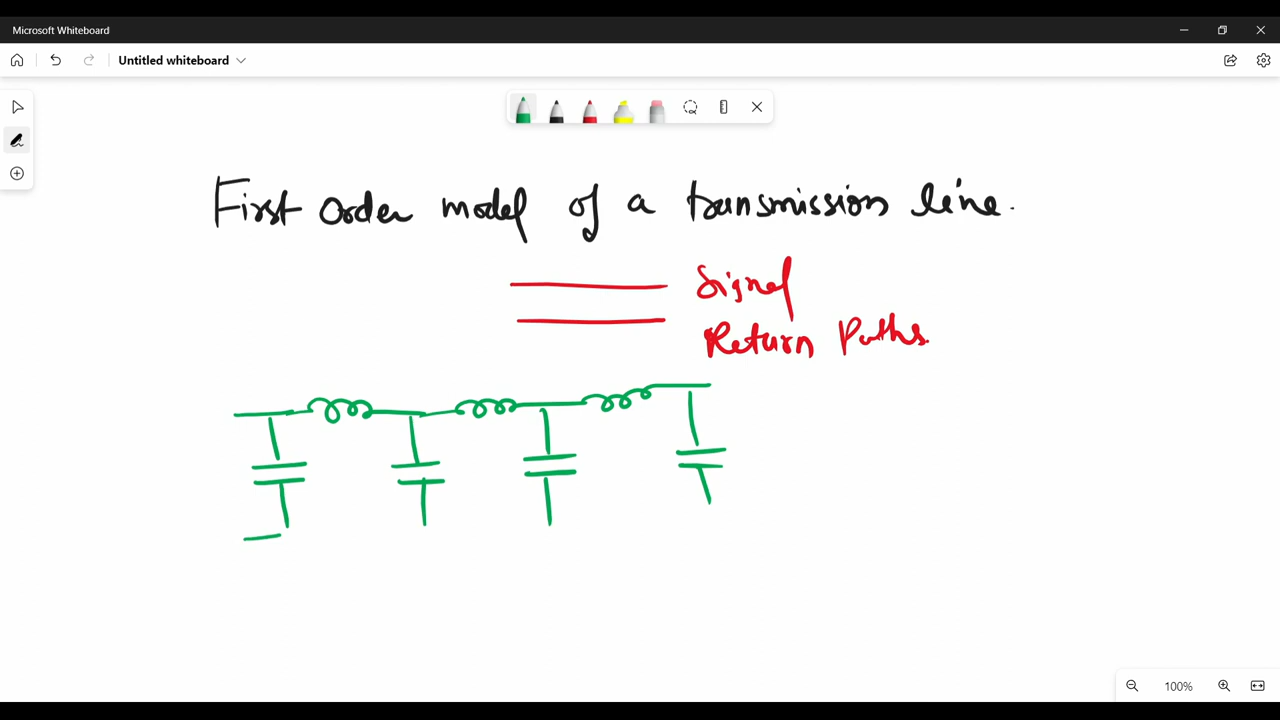 Microsoft Whiteboard
Untitled whiteboard
First Order model of a transmission line.
Signal
Return Paths.
100%